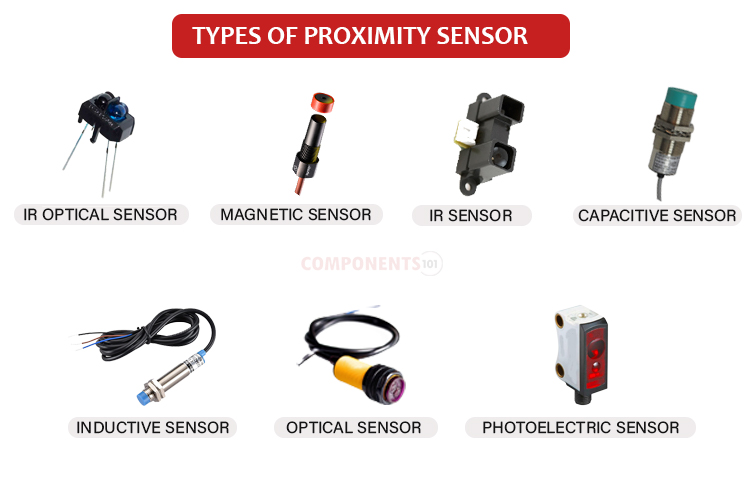 TYPES OF PROXIMITY SENSOR
IR OPTICAL SENSOR
MAGNETIC SENSOR
IR SENSOR
CAPACITIVE SENSOR
COMPONENTS101
INDUCTIVE SENSOR
OPTICAL SENSOR
PHOTOELECTRIC SENSOR